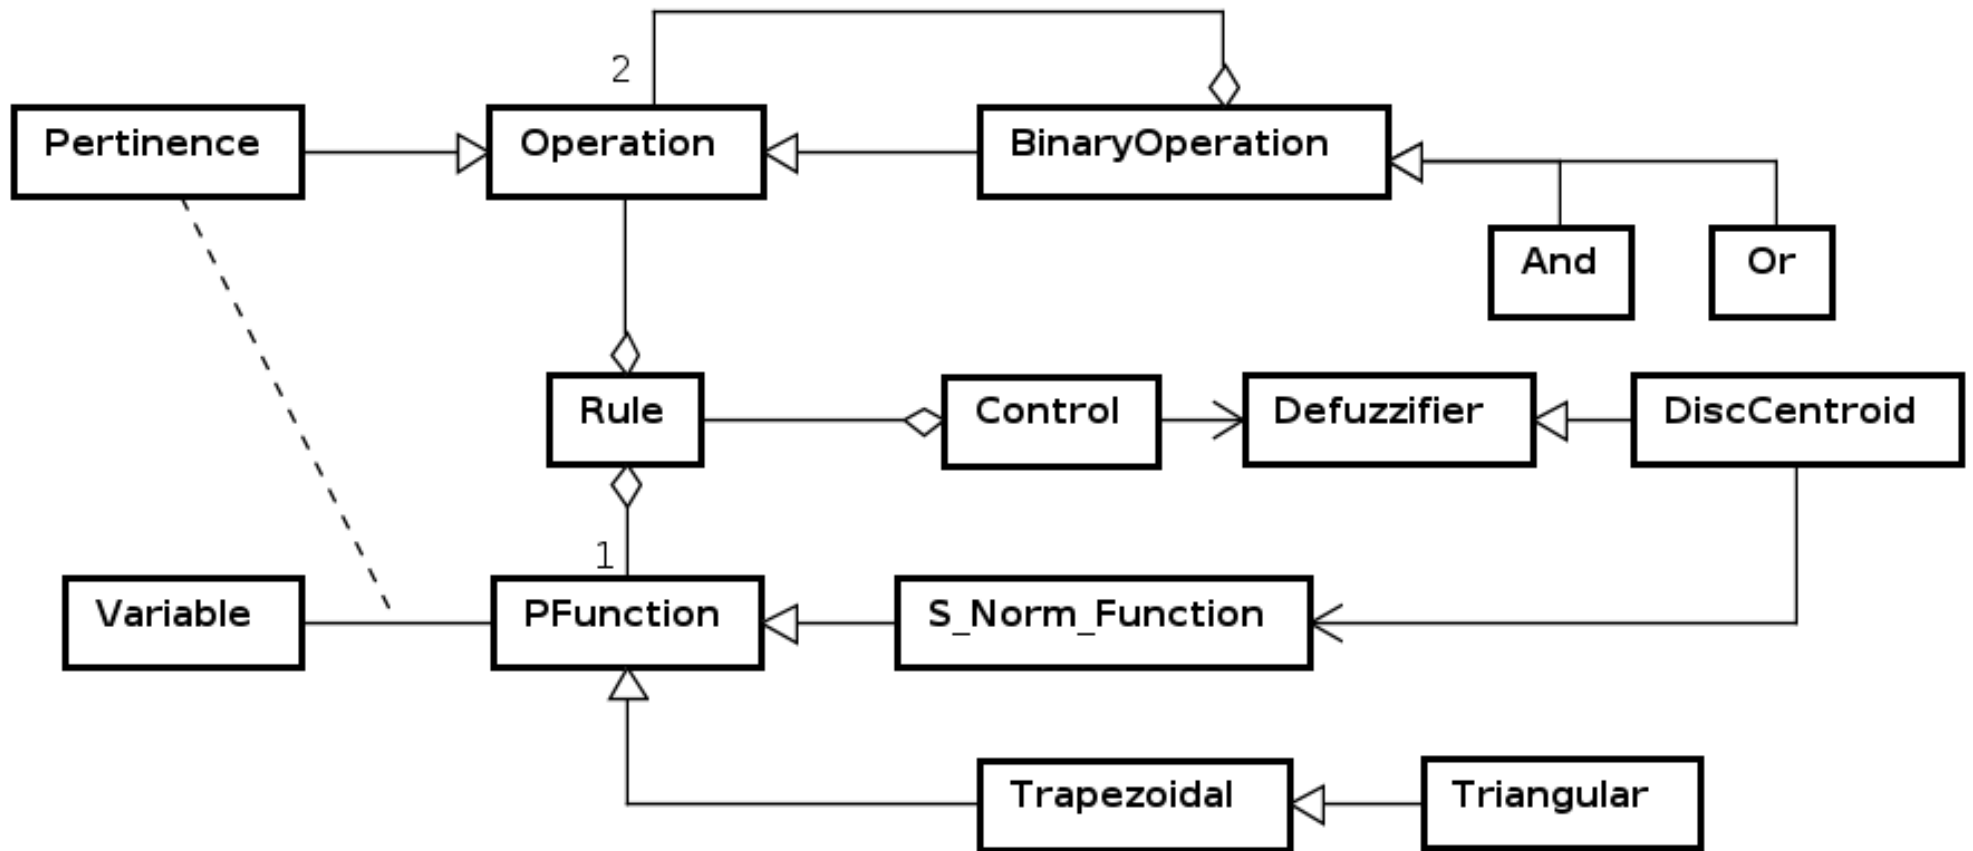 2
Pertinence
Operation
BinaryOperation
And
Or
Rule
Control
Defuzzifier
DiscCentroid
1
Variable
PFunction
S_Norm_Function
Trapezoidal
Triangular